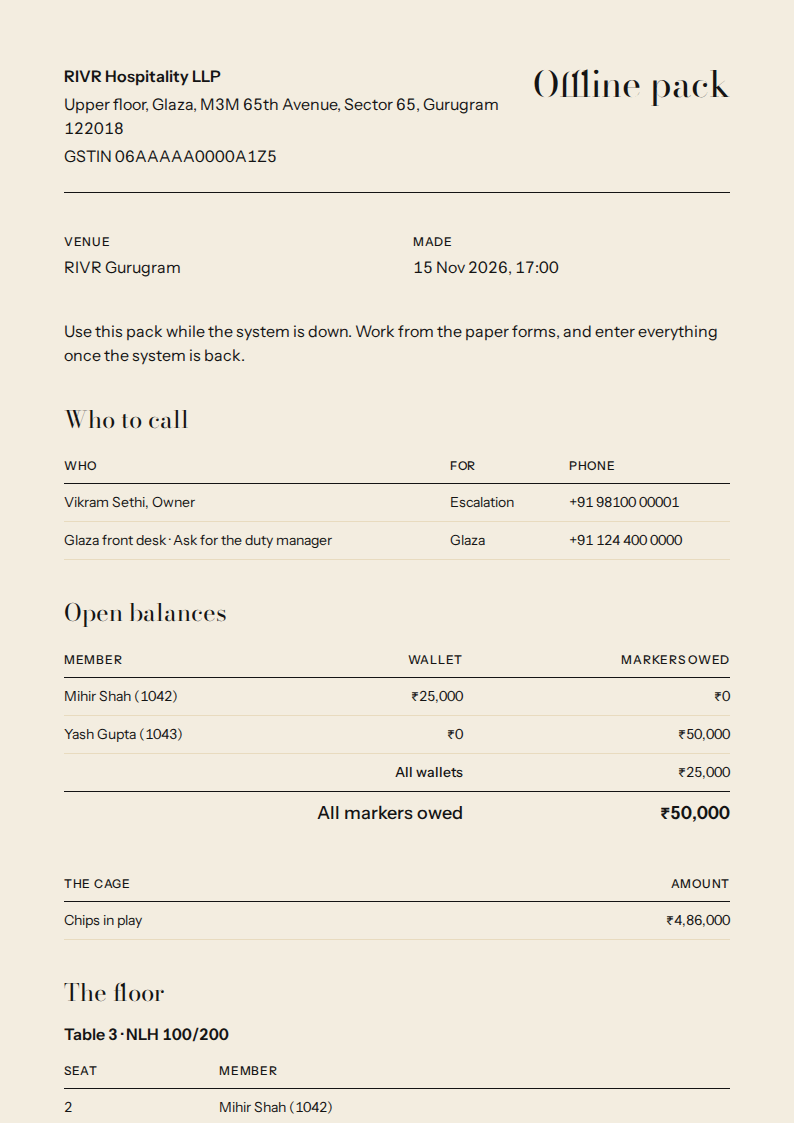 RIVR Hospitality LLP
Offline pack
Upper floor, Glaza, M3M 65th Avenue, Sector 65, Gurugram
122018
GSTIN 06AAAAA0000A1Z5
VENUE MADE
RIVR Gurugram 15 Nov 2026, 17:00
Use this pack while the system is down. Work from the paper forms, and enter everything
once the system is back.
Who to call
WHO FOR PHONE
Vikram Sethi, Owner Escalation +91 98100 00001
Glaza front desk · Ask for the duty manager Glaza +91 124 400 0000
Open balances
MEMBER WALLET MARKERS OWED
Mihir Shah (1042) ₹25,000 ₹0
Yash Gupta (1043) ₹0 ₹50,000
All wallets ₹25,000
All markers owed ₹50,000
THE CAGE AMOUNT
Chips in play ₹4,86,000
The floor
Table 3 · NLH 100/200
SEAT MEMBER
2 Mihir Shah (1042)